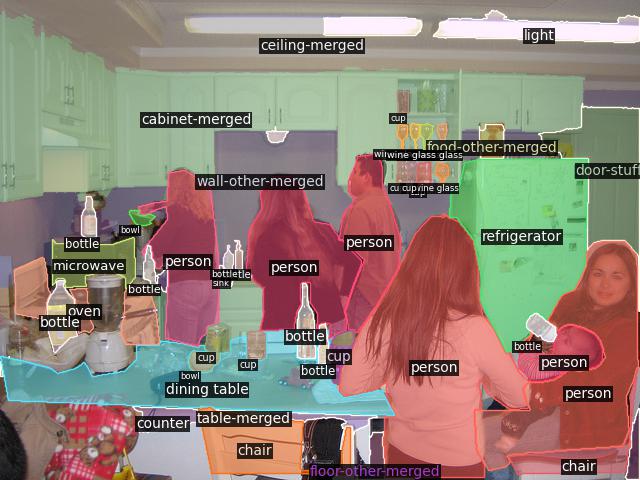 ceiling-merged
light
cabinet-merged
cup
food-other-merged
wine glass glass
door-stuff
wall-other-merged
wine glass
bottle
bowl
refrigerator
person
person
person
microwave
bottle
bottle
sink
oven
bottle
bottle
cup
cup
cup
bottle
bottle
person
person
person
bowl
dining table
counter
table-merged
chair
chair
floor-other-merged